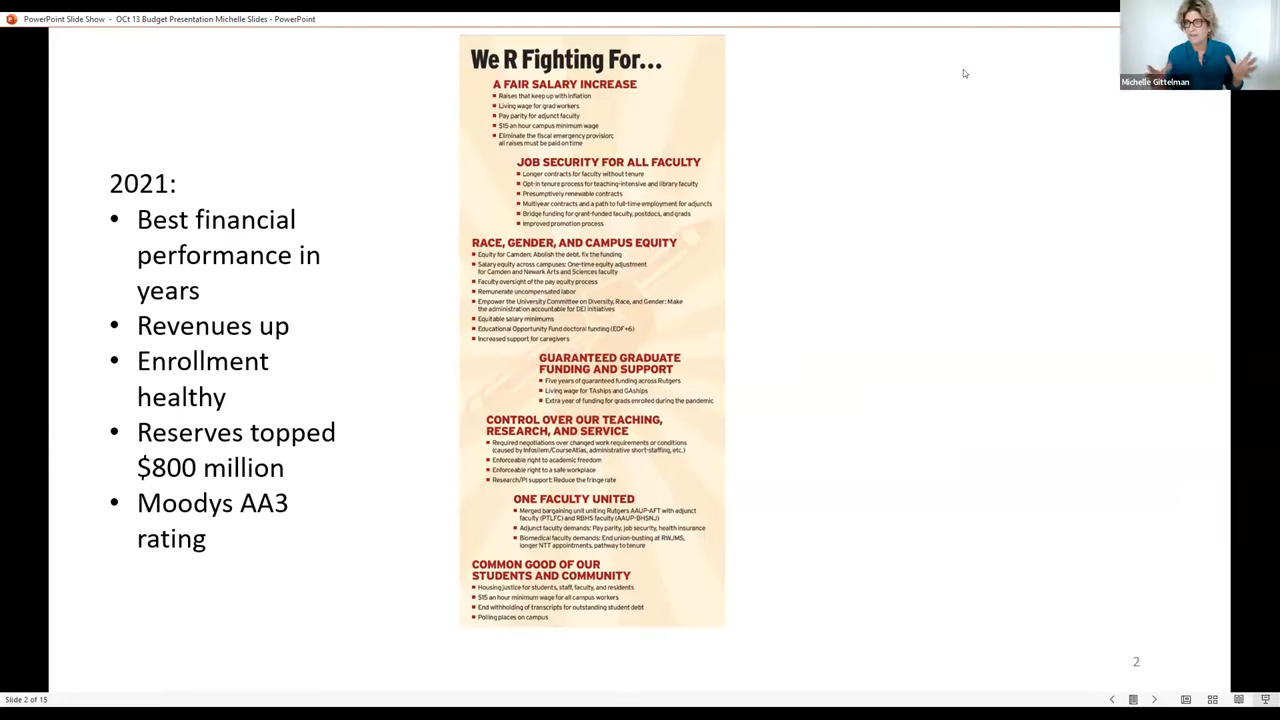 PowerPoint Slide Show - OCt 13 Budget Presentation Michelle Slides - PowerPoint
Michelle Gittelman
2021:
• Best financial
performance in
years
• Revenues up
• Enrollment
healthy
• Reserves topped
$800 million
• Moodys AA3
rating
We R Fighting For...
A FAIR SALARY INCREASE
Raises that keep up with inflation
Living wage for grad workers
Pay parity for adjunct faculty
$15 an hour campus minimum wage
Eliminate the fiscal emergency provision;
all raises must be paid on time
JOB SECURITY FOR ALL FACULTY
Longer contracts for faculty without tenure
Opt-in tenure process for teaching-intensive and library faculty
Presumptively renewable contracts
Multiyear contracts and a path to full-time employment for adjuncts
Bridge funding for grant-funded faculty, postdocs, and grads
Improved promotion process
RACE, GENDER, AND CAMPUS EQUITY
Equity for Camden: Abolish the debt, fix the funding
Salary equity across campuses: One-time equity adjustment
for Camden and Newark Arts and Sciences faculty
Faculty oversight of the pay equity process
Remunerate uncompensated labor
Empower the University Committee on Diversity, Race, and Gender: Make
the administration accountable for DEI initiatives
Equitable salary minimums
Educational Opportunity Fund doctoral funding (EOF+6)
Increased support for caregivers
GUARANTEED GRADUATE
FUNDING AND SUPPORT
Five years of guaranteed funding across Rutgers
Living wage for TAships and GAships
Extra year of funding for grads enrolled during the pandemic
CONTROL OVER OUR TEACHING,
RESEARCH, AND SERVICE
Required negotiations over changed work requirements or conditions
(caused by Infosilem/CourseAtlas, administrative short-staffing, etc.)
Enforceable right to academic freedom
Enforceable right to a safe workplace
Research/PI support: Reduce the fringe rate
ONE FACULTY UNITED
Merged bargaining unit uniting Rutgers AAUP-AFT with adjunct
faculty (PTLFC) and RBHS faculty (AAUP-BHSNJ)
Adjunct faculty demands: Pay parity, job security, health insurance
Biomedical faculty demands: End union-busting at RWJMS,
longer NTT appointments, pathway to tenure
COMMON GOOD OF OUR
STUDENTS AND COMMUNITY
Housing justice for students, staff, faculty, and residents
$15 an hour minimum wage for all campus workers
End withholding of transcripts for outstanding student debt
Polling places on campus
2
Slide 2 of 15